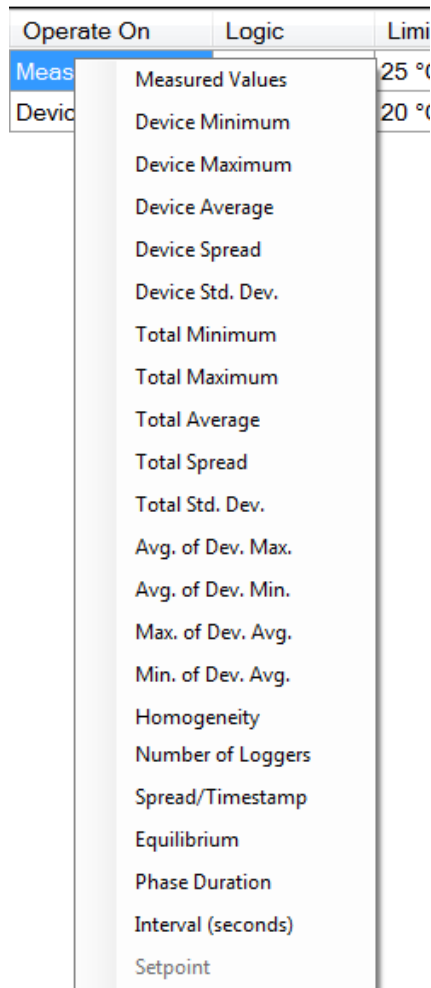 Operate On Logic Limi
Meas 25 °C
Devic 20 °C
Measured Values
Device Minimum
Device Maximum
Device Average
Device Spread
Device Std. Dev.
Total Minimum
Total Maximum
Total Average
Total Spread
Total Std. Dev.
Avg. of Dev. Max.
Avg. of Dev. Min.
Max. of Dev. Avg.
Min. of Dev. Avg.
Homogeneity
Number of Loggers
Spread/Timestamp
Equilibrium
Phase Duration
Interval (seconds)
Setpoint